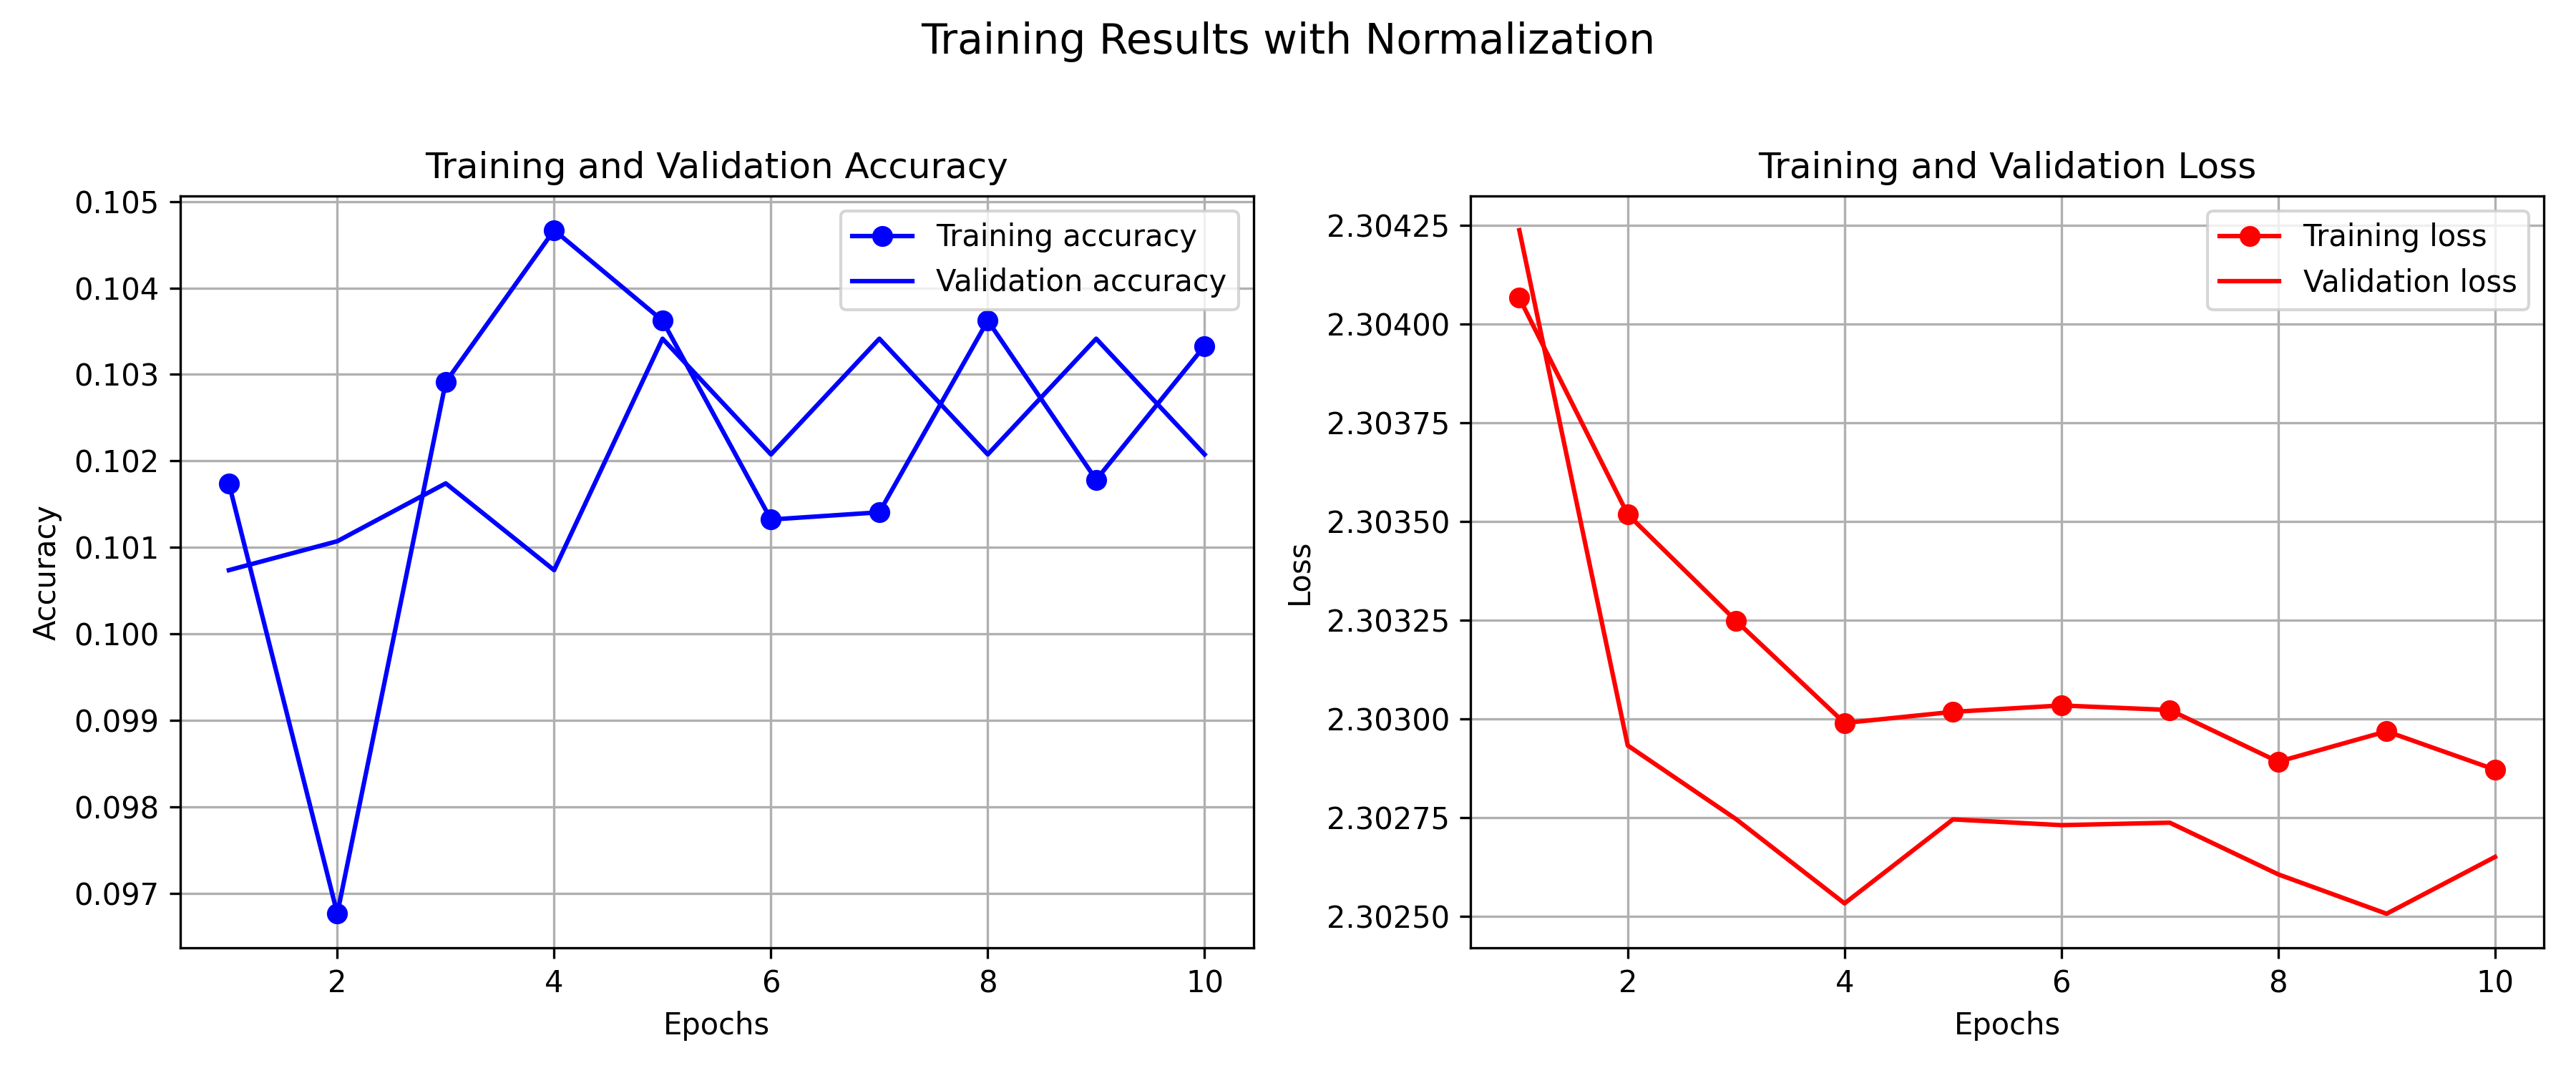 Training Results with Normalization
Training and Validation Accuracy
0.105
0.104
0.103
0.102
0.101
0.100
0.099
0.098
0.097
Accuracy
Training accuracy
Validation accuracy
2 4 6 8 10
Epochs
Training and Validation Loss
2.30425
2.30400
2.30375
2.30350
2.30325
2.30300
2.30275
2.30250
Loss
Training loss
Validation loss
2 4 6 8 10
Epochs